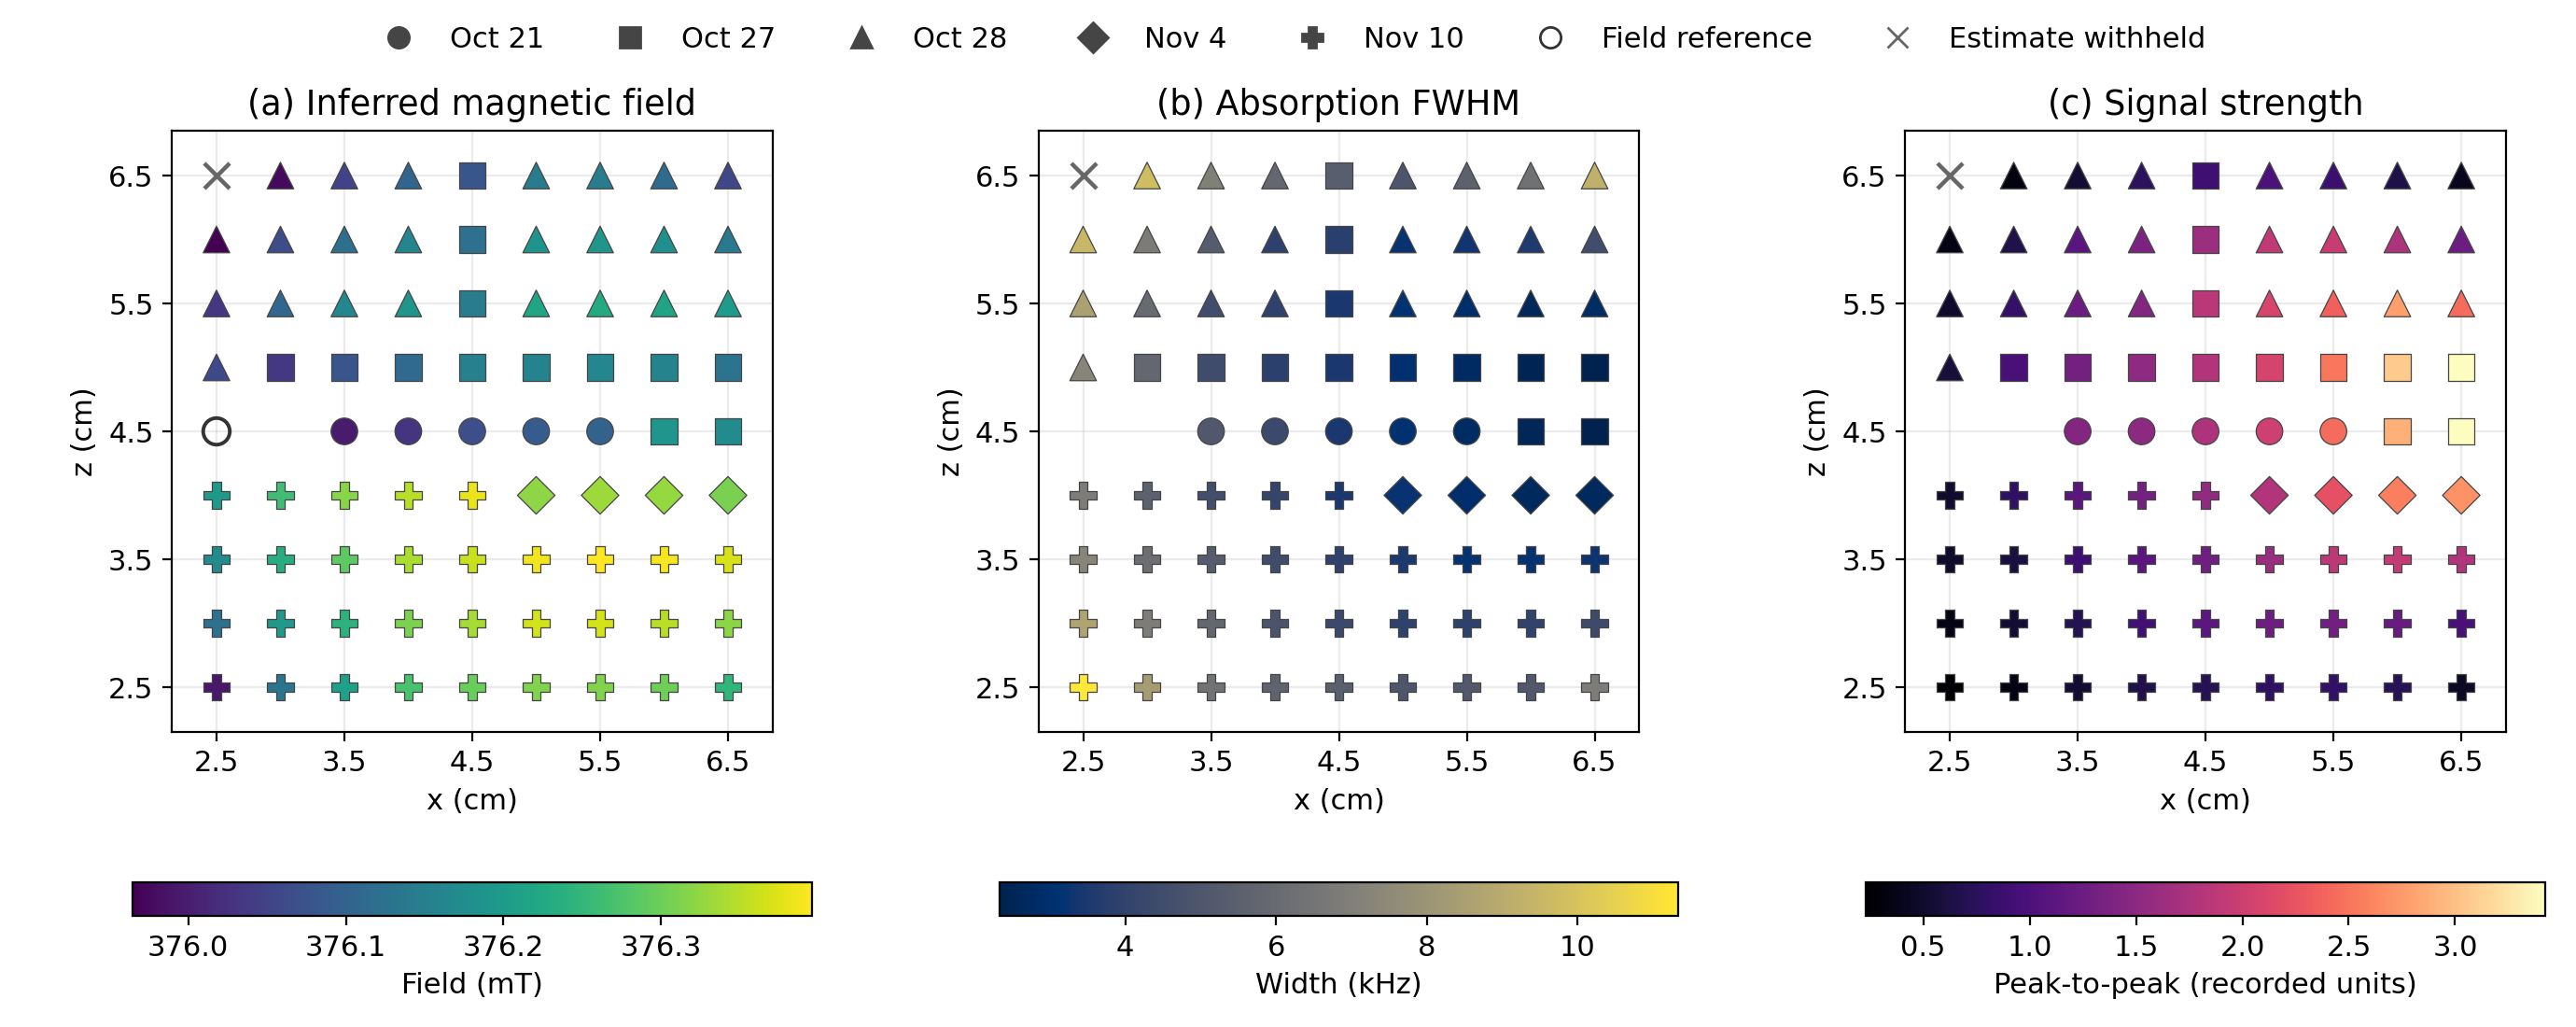 Oct 21 Oct 27 Oct 28 Nov 4 Nov 10 Field reference Estimate withheld
(a) Inferred magnetic field
6.5
5.5
4.5
3.5
2.5
z (cm)
2.5 3.5 4.5 5.5 6.5
x (cm)
376.0 376.1 376.2 376.3
Field (mT)
(b) Absorption FWHM
6.5
5.5
4.5
3.5
2.5
z (cm)
2.5 3.5 4.5 5.5 6.5
x (cm)
4 6 8 10
Width (kHz)
(c) Signal strength
6.5
5.5
4.5
3.5
2.5
z (cm)
2.5 3.5 4.5 5.5 6.5
x (cm)
0.5 1.0 1.5 2.0 2.5 3.0
Peak-to-peak (recorded units)